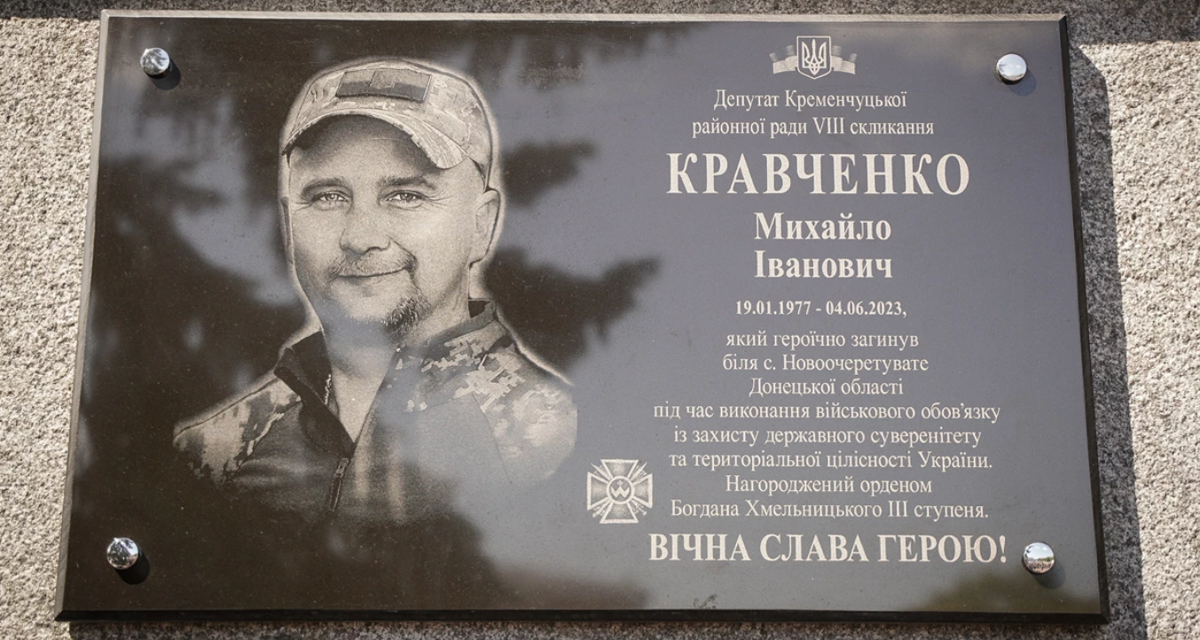 Депутат Кременчуцької
районної ради VIII скликання
КРАВЧЕНКО
Михайло
Іванович
19.01.1977 - 04.06.2023,
який героїчно загинув
біля с. Новоочеретувате
Донецької області
під час виконання військового обов'язку
із захисту державного суверенітету
та територіальної цілісності України.
Нагороджений орденом
Богдана Хмельницького III ступеня.
ВІЧНА СЛАВА ГЕРОЮ!